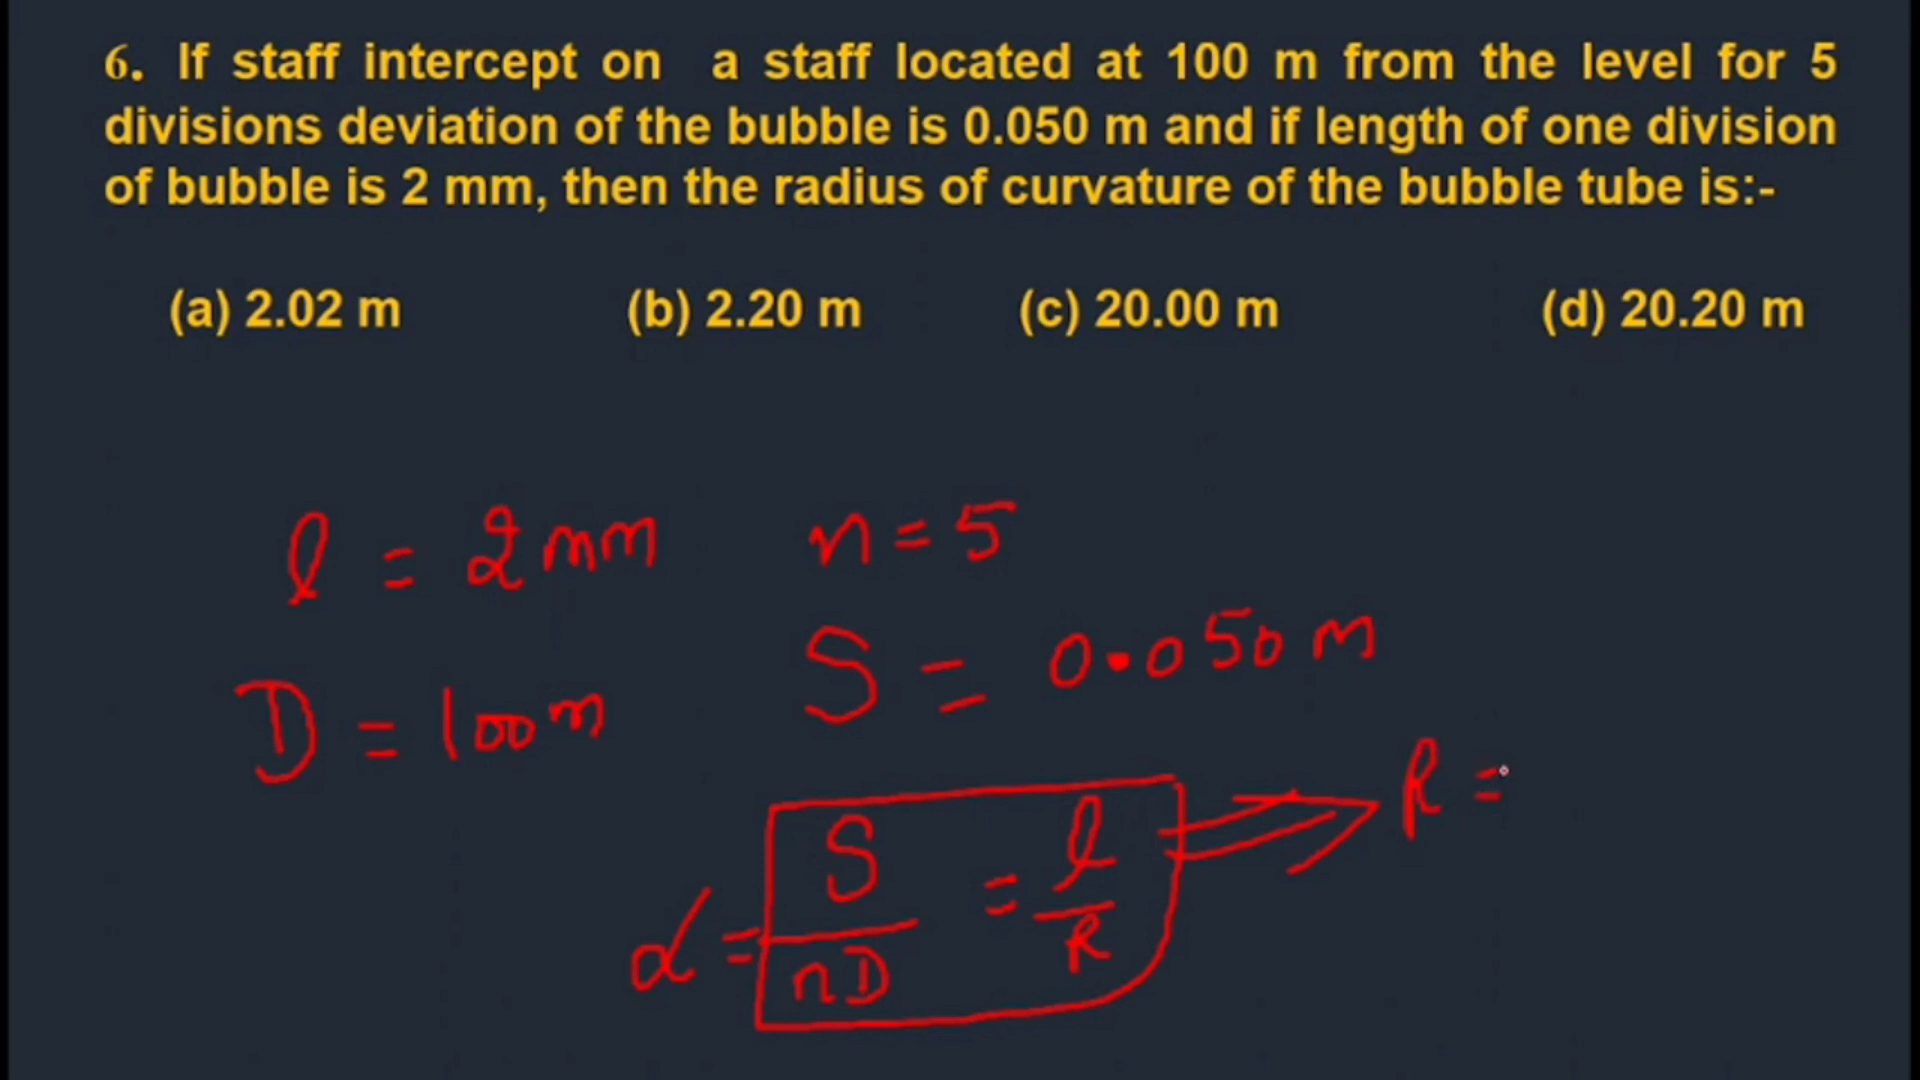 6. If staff intercept on a staff located at 100 m from the level for 5
divisions deviation of the bubble is 0.050 m and if length of one division
of bubble is 2 mm, then the radius of curvature of the bubble tube is:-
(a) 2.02 m (b) 2.20 m (c) 20.00 m (d) 20.20 m
l = 2mm n = 5
D = 100m S = 0.050m
α = S/nD = l/R ⇒ R =